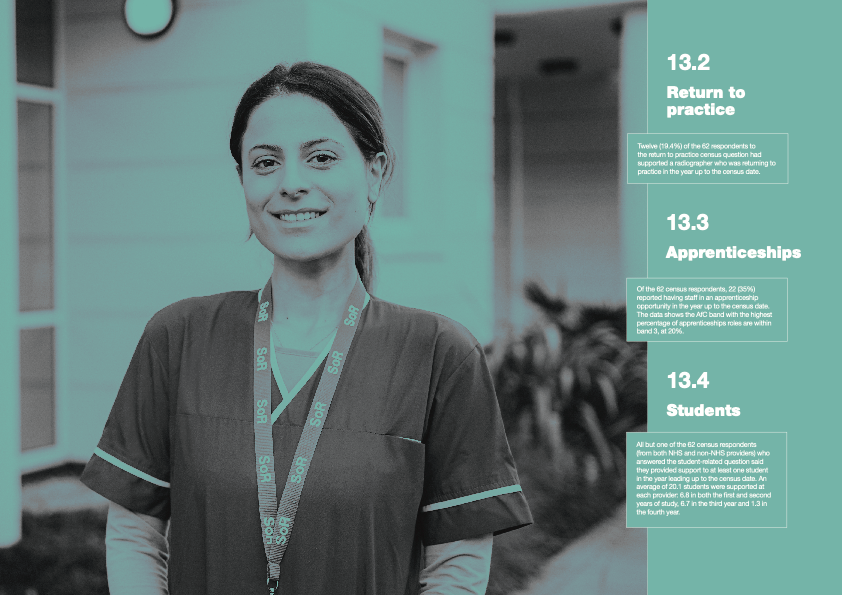 13.2
Return to
practice
Twelve (19.4%) of the 62 respondents to
the return to practice census question had
supported a radiographer who was returning to
practice in the year up to the census date.
13.3
Apprenticeships
Of the 62 census respondents, 22 (35%)
reported having staff in an apprenticeship
opportunity in the year up to the census date.
The data shows the AfC band with the highest
percentage of apprenticeships roles are within
band 3, at 20%.
13.4
Students
All but one of the 62 census respondents
(from both NHS and non-NHS providers) who
answered the student-related question said
they provided support to at least one student
in the year leading up to the census date. An
average of 20.1 students were supported at
each provider: 6.8 in both the first and second
years of study, 6.7 in the third year and 1.3 in
the fourth year.
SoR
SoR
SoR
SoR
SoR
SoR
SoR
SoR
SoR
SoR